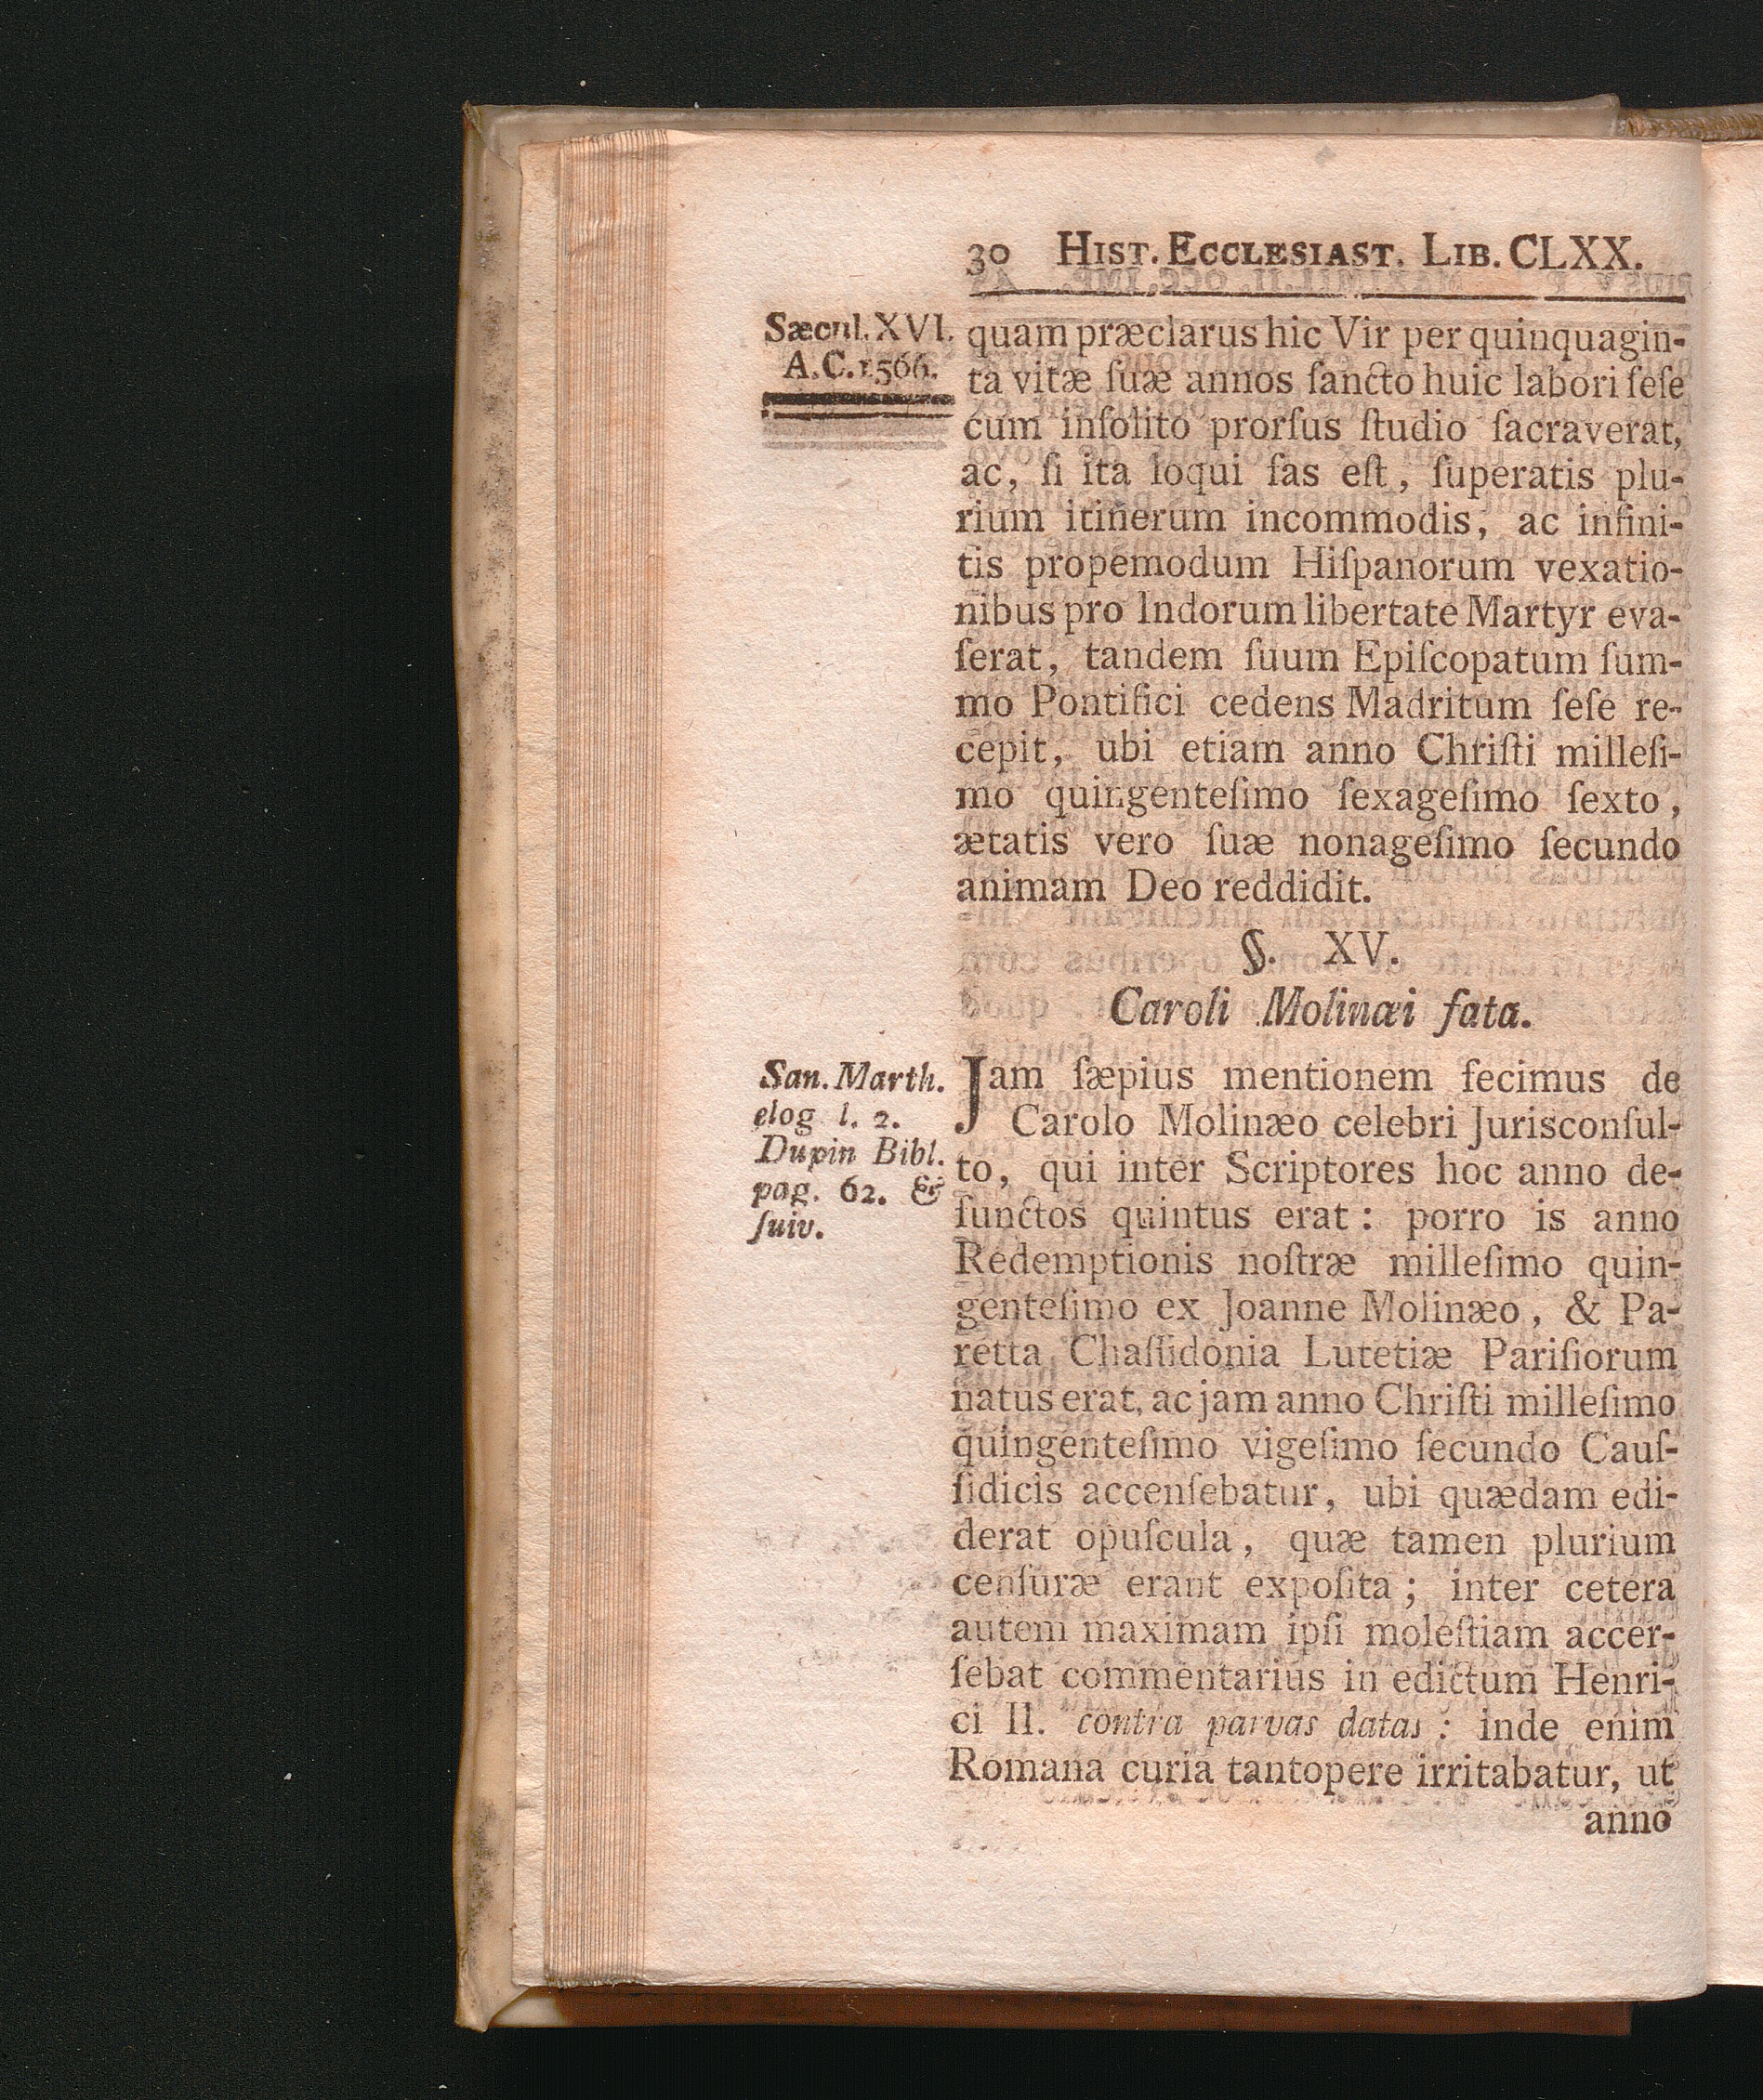 30 HIST. ECCLESIAST. LIB. CLXX.
Sæcul. XVI.
A.C. 1566.
quam præclarus hic Vir per quinquagin-
ta vitæ ſuæ annos ſancto huic labori ſeſe
cum inſolito prorſus ſtudio ſacraverat,
ac, ſi ita loqui fas eſt, ſuperatis plu-
rium itinerum incommodis, ac infini-
tis propemodum Hiſpanorum vexatio-
nibus pro Indorum libertate Martyr eva-
ſerat, tandem ſuum Epiſcopatum ſum-
mo Pontifici cedens Madritum ſeſe re-
cepit, ubi etiam anno Chriſti milleſi-
mo quingenteſimo ſexageſimo ſexto,
ætatis vero ſuæ nonageſimo ſecundo
animam Deo reddidit.
§. XV.
Caroli Molinæi fata.
San. Marth.
elog l. 2.
Dupin Bibl.
pag. 62. &
ſuiv.
Jam ſæpius mentionem fecimus de
Carolo Molinæo celebri Jurisconſul-
to, qui inter Scriptores hoc anno de-
functos quintus erat: porro is anno
Redemptionis noſtræ milleſimo quin-
genteſimo ex Joanne Molinæo, & Pa-
retta Chaſſidonia Lutetiæ Pariſiorum
natus erat, ac jam anno Chriſti milleſimo
quingenteſimo vigeſimo ſecundo Cauſ-
ſidicis accenſebatur, ubi quædam edi-
derat opuſcula, quæ tamen plurium
cenſuræ erant expoſita; inter cetera
autem maximam ipſi moleſtiam accer-
ſebat commentarius in edictum Henri-
ci II. contra parvas datas: inde enim
Romana curia tantopere irritabatur, ut
anno